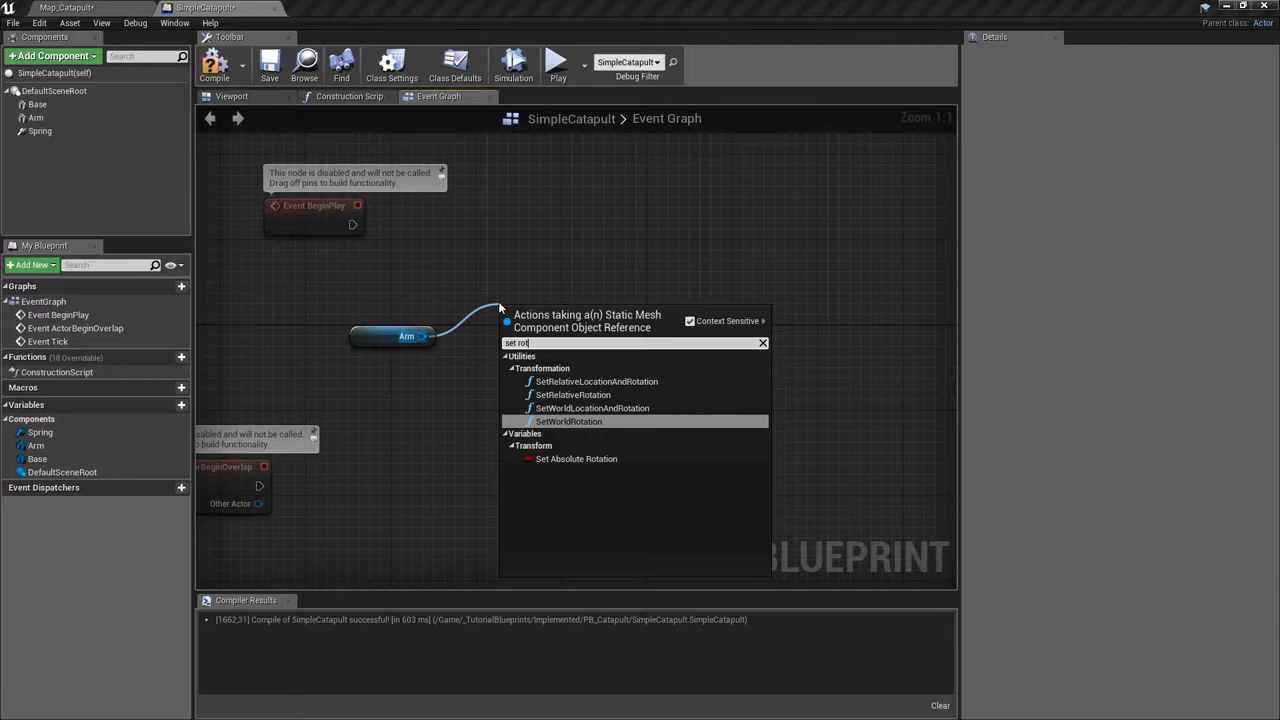 Map_Catapult*
SimpleCatapult*
File Edit Asset View Debug Window Help
Parent class: Actor
Components
Toolbar
Details
+Add Component
Search
SimpleCatapult(self)
DefaultSceneRoot
Base
Arm
Spring
Compile
Save
Browse
Find
Class Settings
Class Defaults
Simulation
Play
SimpleCatapult
Debug Filter
Viewport
Construction Scrip
Event Graph
SimpleCatapult > Event Graph
Zoom 1:1
This node is disabled and will not be called.
Drag off pins to build functionality.
Event BeginPlay
My Blueprint
+Add New
Search
Graphs
EventGraph
Event BeginPlay
Event ActorBeginOverlap
Event Tick
Functions (18 Overridable)
ConstructionScript
Macros
Variables
Components
Spring
Arm
Base
DefaultSceneRoot
Event Dispatchers
Arm
Actions taking a(n) Static Mesh
Component Object Reference
Context Sensitive
set rot
Utilities
Transformation
SetRelativeLocationAndRotation
SetRelativeRotation
SetWorldLocationAndRotation
SetWorldRotation
Variables
Transform
Set Absolute Rotation
sabled and will not be called.
o build functionality.
orBeginOverlap
Other Actor
BLUEPRINT
Compiler Results
[1662,31] Compile of SimpleCatapult successful! [in 603 ms] (/Game/_TutorialBlueprints/Implemented/PB_Catapult/SimpleCatapult.SimpleCatapult)
Clear